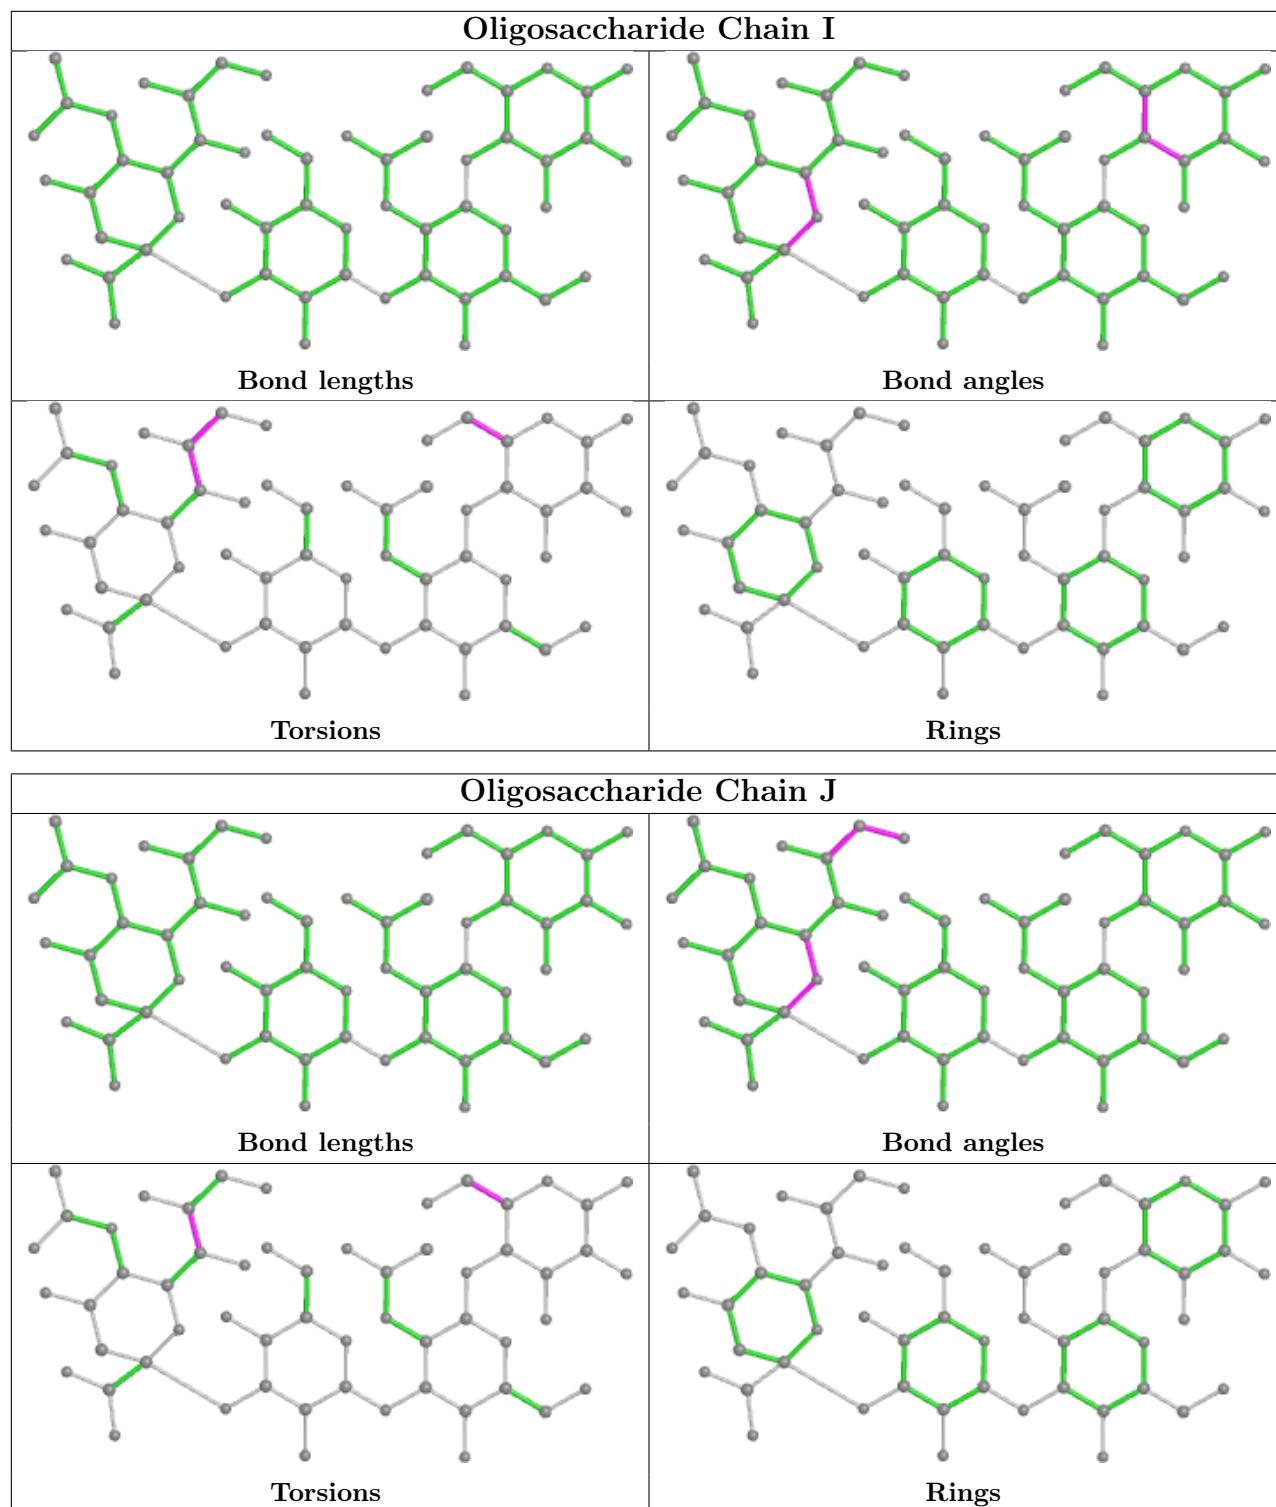 Oligosaccharide Chain I
Bond lengths
Bond angles
Torsions
Rings
Oligosaccharide Chain J
Bond lengths
Bond angles
Torsions
Rings